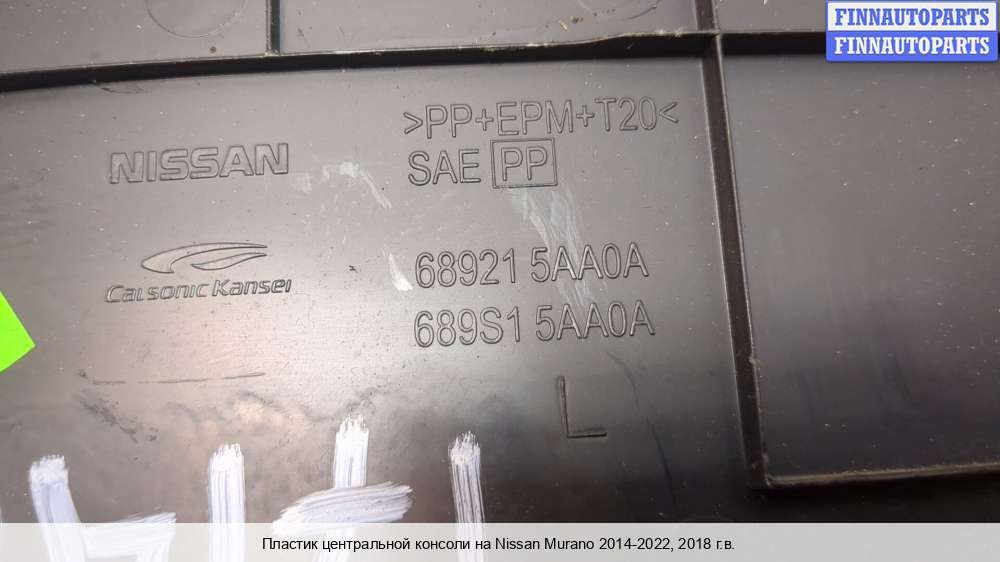 FINNAUTOPARTS
FINNAUTOPARTS
>PP+EPM+T20<
NISSAN
SAE PP
CaLsonic Kansei
68921 5AA0A
689S1 5AA0A
L
Пластик центральной консоли на Nissan Murano 2014-2022, 2018 г.в.